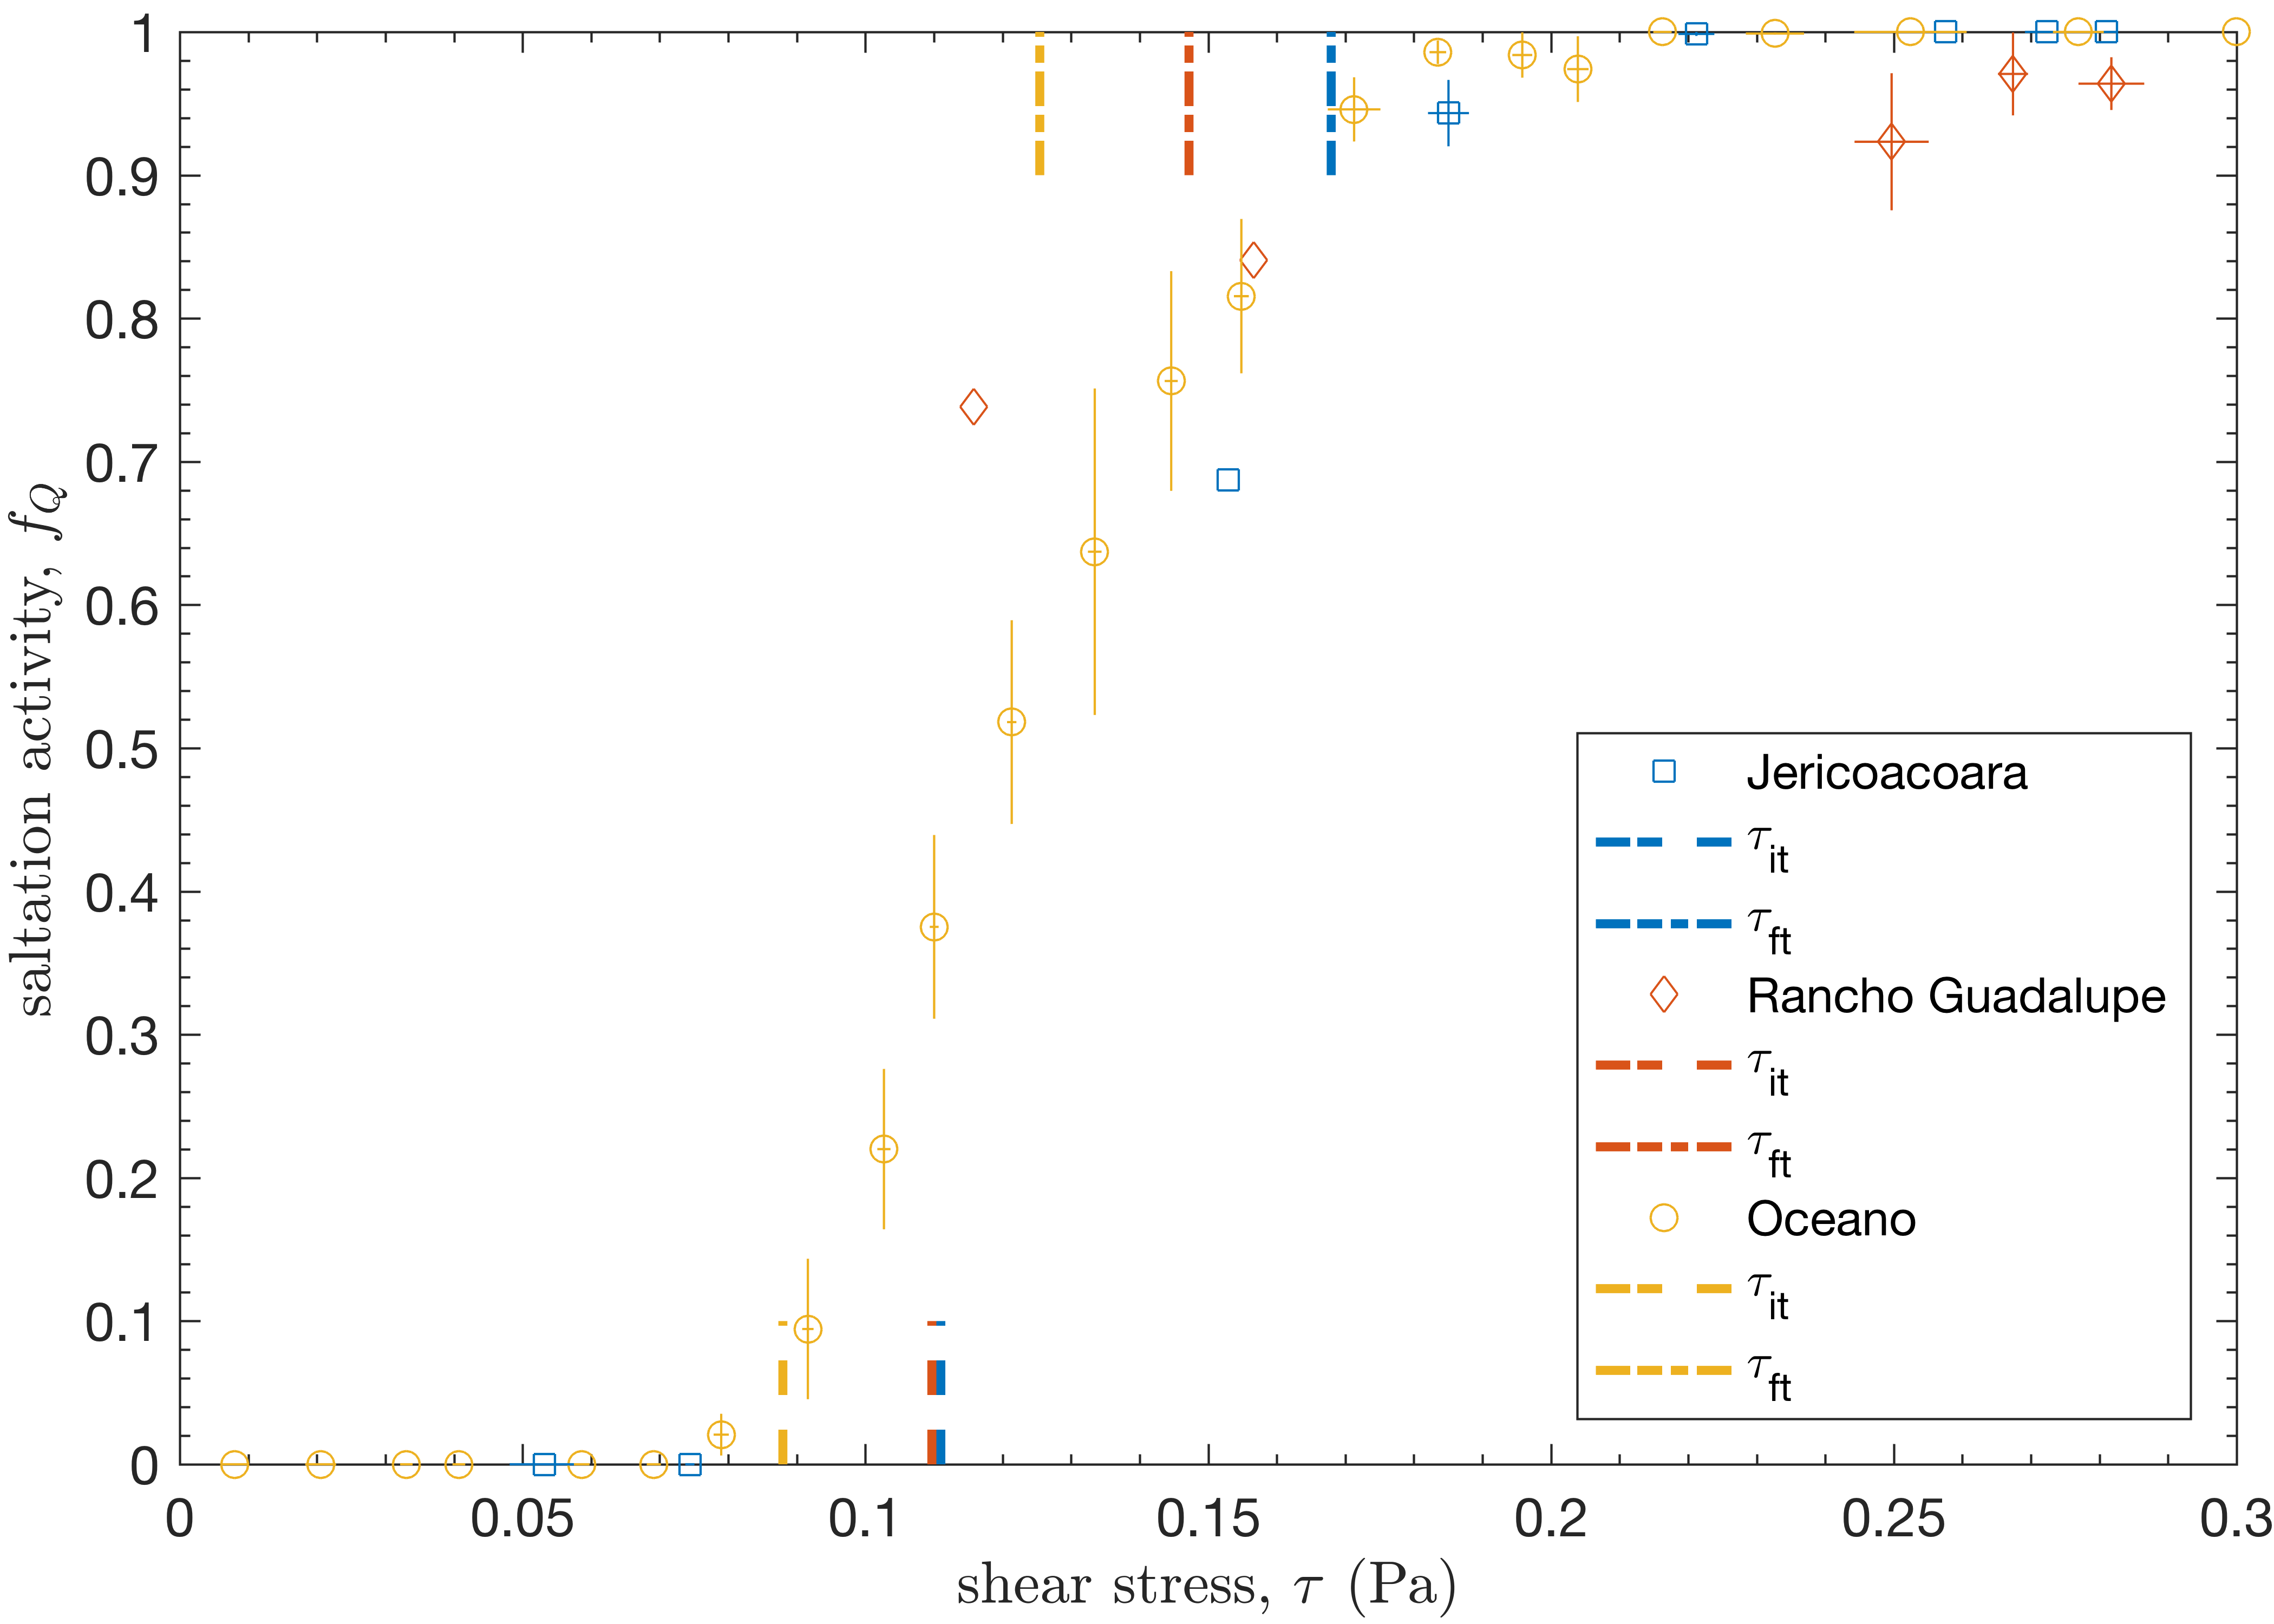 1
0.9
0.8
0.7
0.6
0.5
0.4
0.3
0.2
0.1
0
saltation activity, f_Q
Jericoacoara
τ_it
τ_ft
Rancho Guadalupe
τ_it
τ_ft
Oceano
τ_it
τ_ft
0 0.05 0.1 0.15 0.2 0.25 0.3
shear stress, τ (Pa)